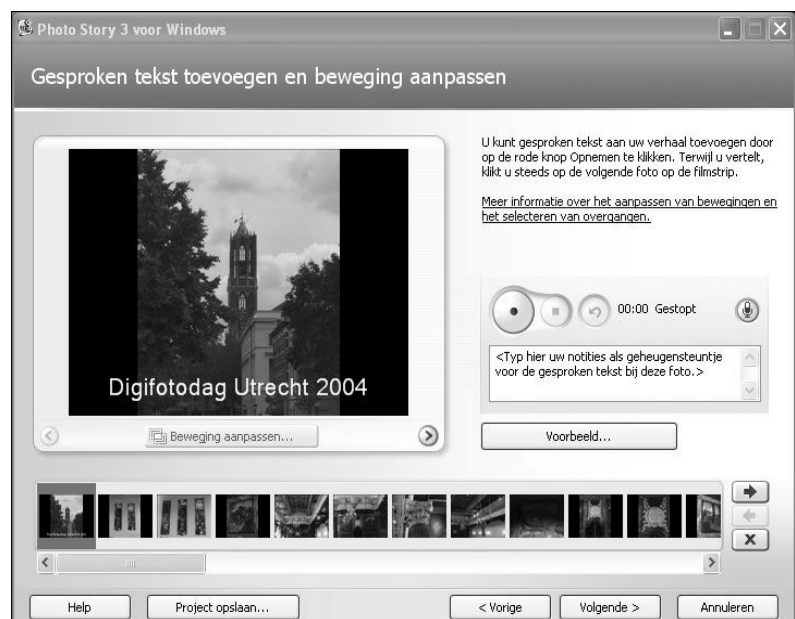 Photo Story 3 voor Windows
Gesproken tekst toevoegen en beweging aanpassen
U kunt gesproken tekst aan uw verhaal toevoegen door
op de rode knop Opnemen te klikken. Terwijl u vertelt,
klikt u steeds op de volgende foto op de filmstrip.
Meer informatie over het aanpassen van bewegingen en
het selecteren van overgangen.
00:00 Gestopt
<Typ hier uw notities als geheugensteuntje
voor de gesproken tekst bij deze foto.>
Digifotodag Utrecht 2004
Beweging aanpassen...
Voorbeeld...
Help
Project opslaan...
< Vorige
Volgende >
Annuleren